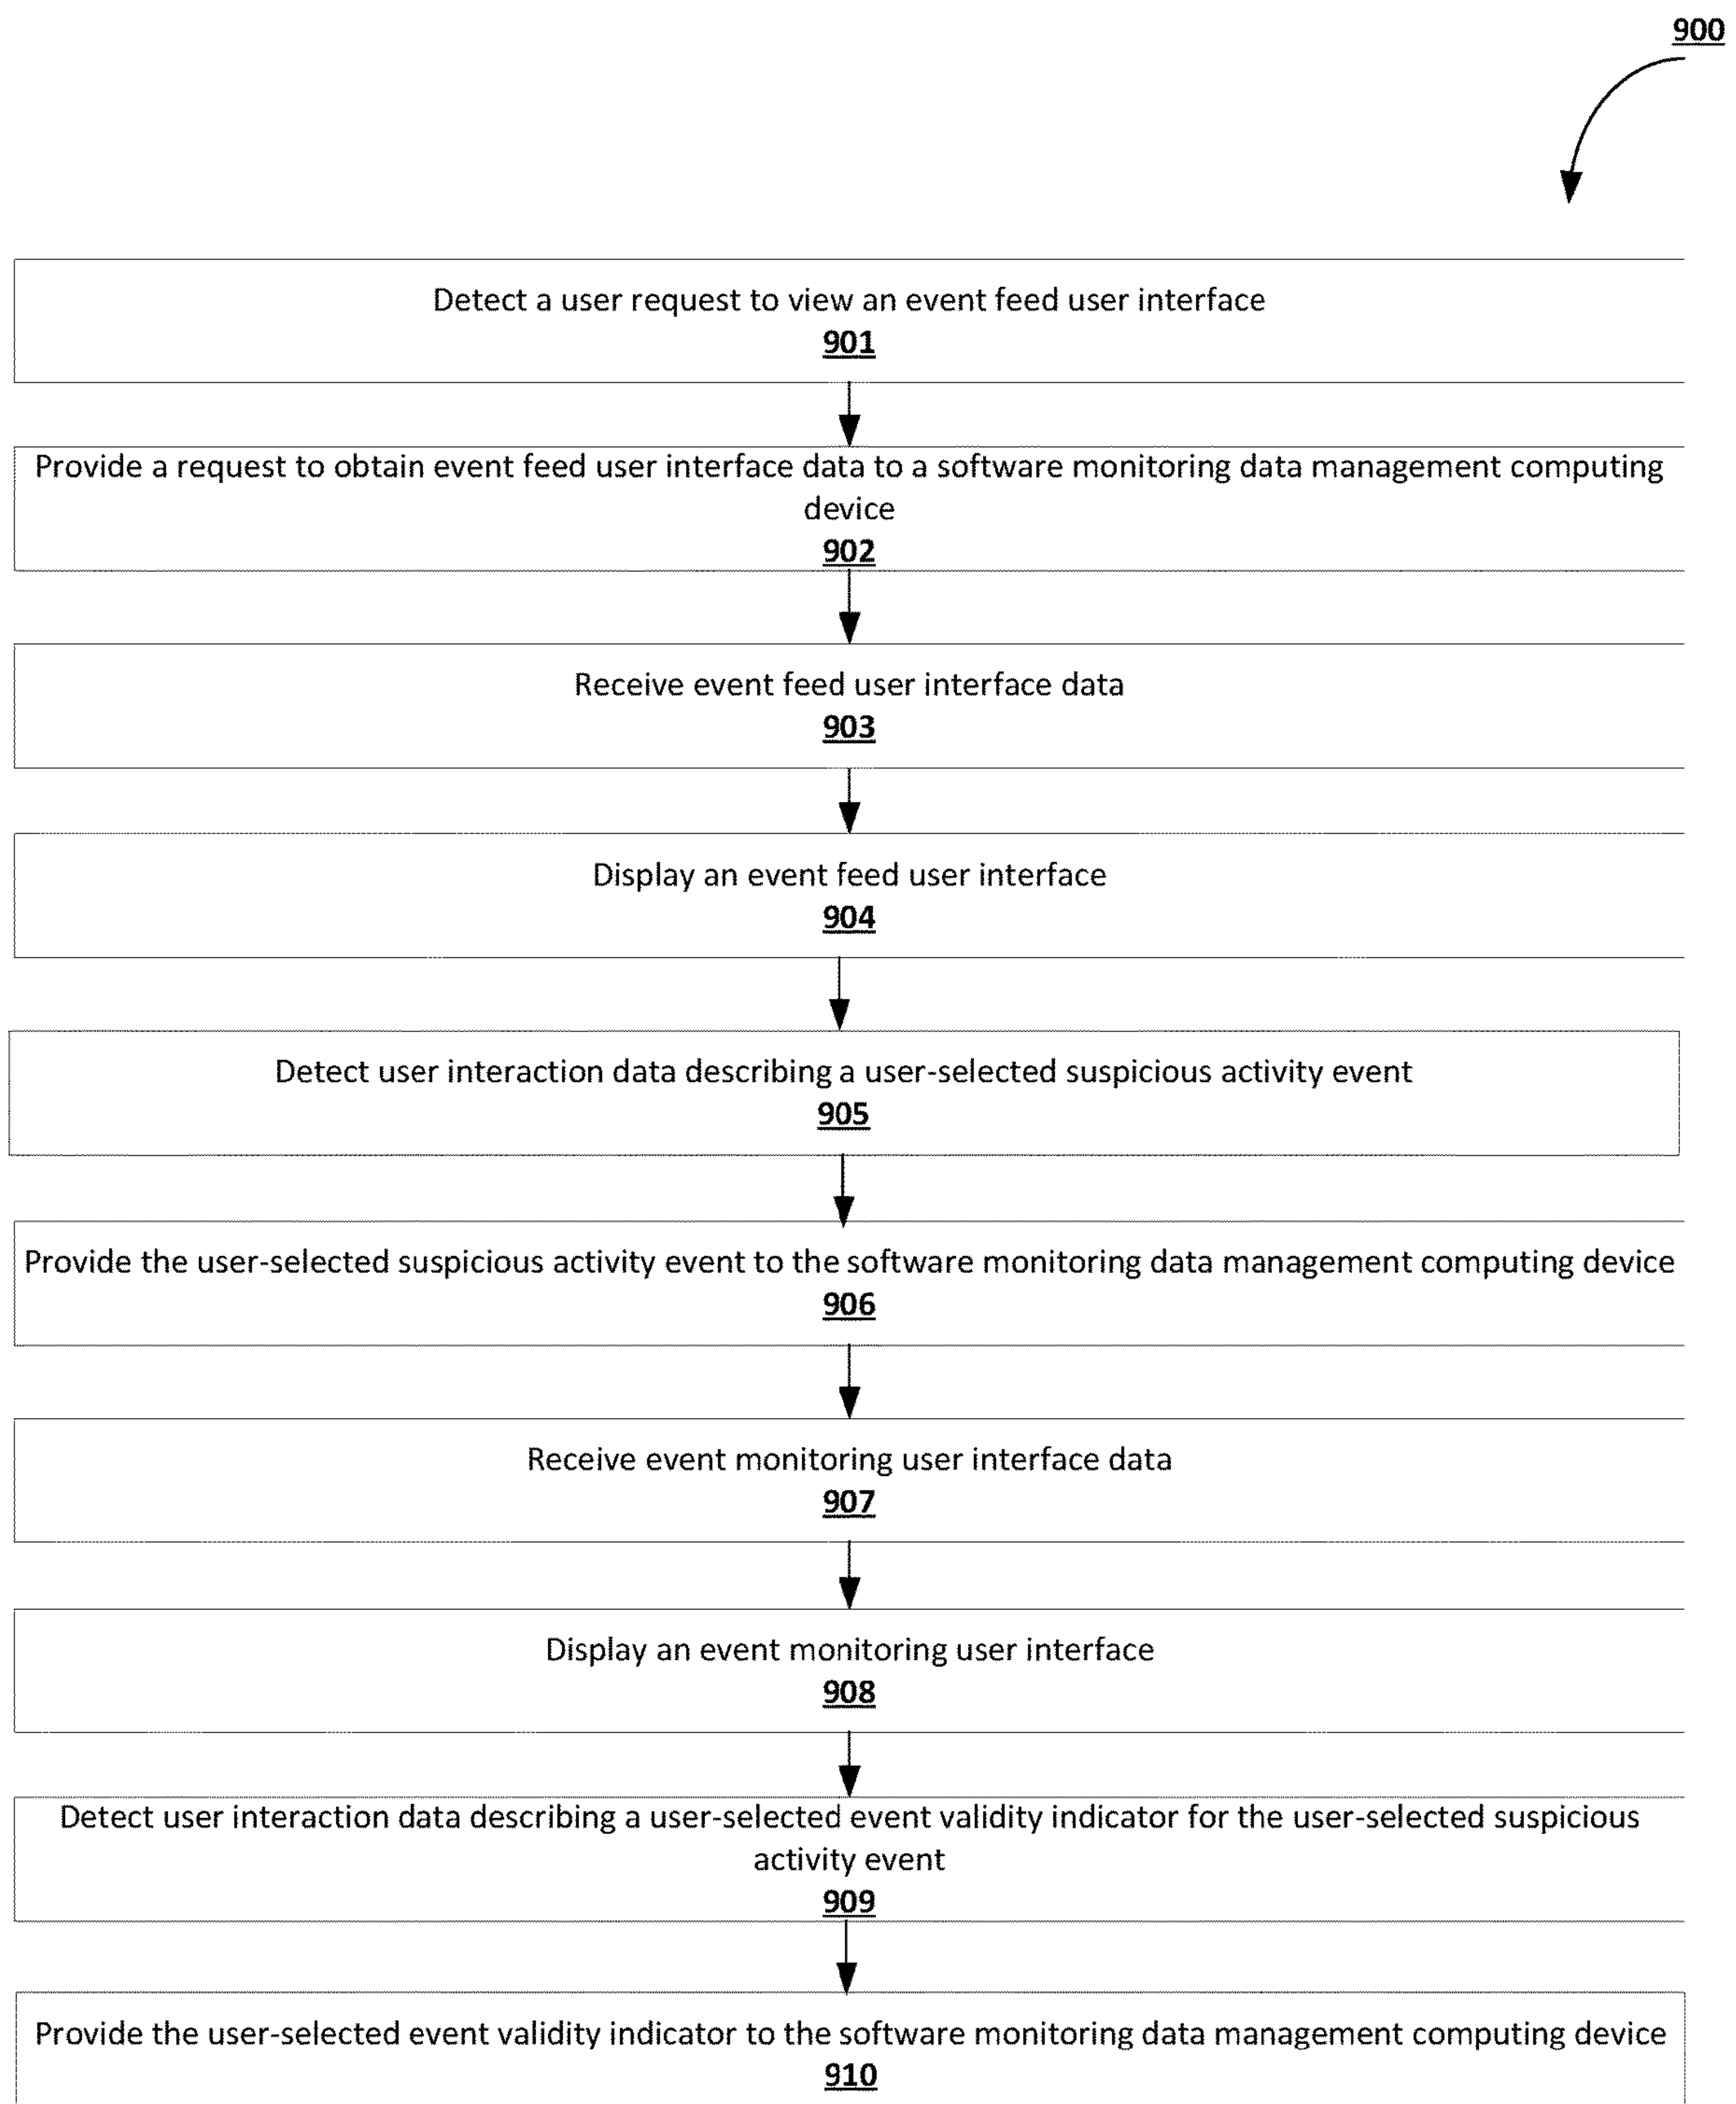 900
Detect a user request to view an event feed user interface
901
Provide a request to obtain event feed user interface data to a software monitoring data management computing
device
902
Receive event feed user interface data
903
Display an event feed user interface
904
Detect user interaction data describing a user-selected suspicious activity event
905
Provide the user-selected suspicious activity event to the software monitoring data management computing device
906
Receive event monitoring user interface data
907
Display an event monitoring user interface
908
Detect user interaction data describing a user-selected event validity indicator for the user-selected suspicious
activity event
909
Provide the user-selected event validity indicator to the software monitoring data management computing device
910